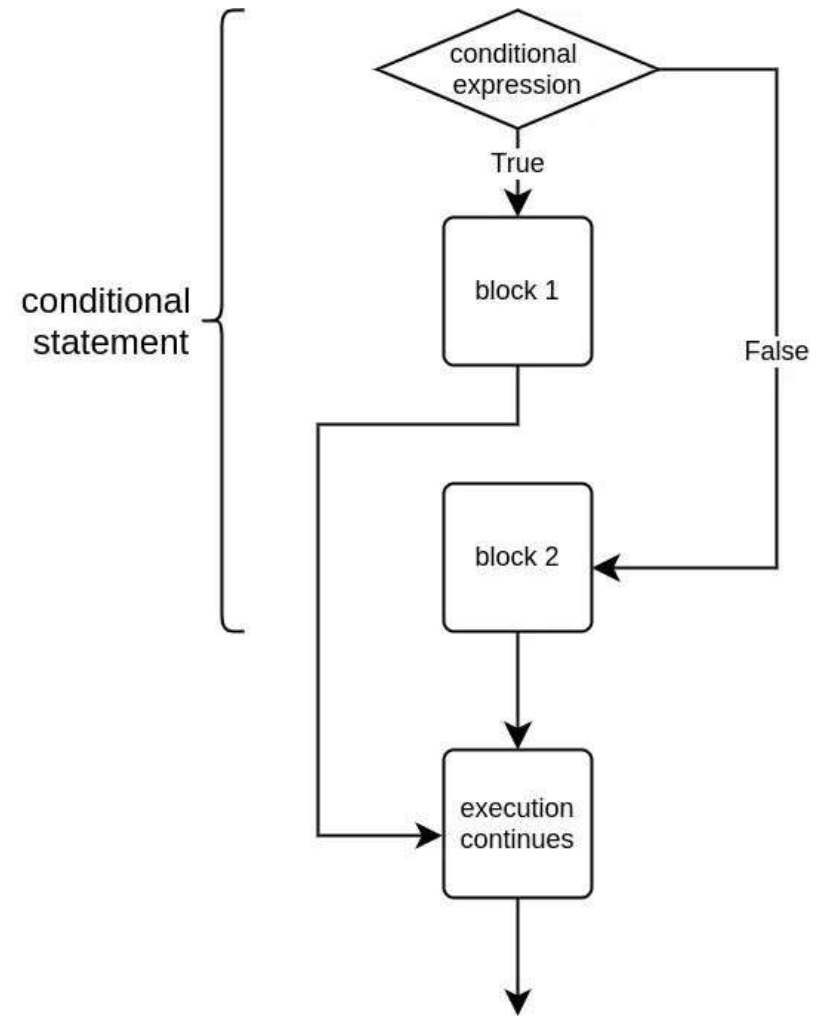 conditional
expression
True
block 1
conditional
statement
False
block 2
execution
continues